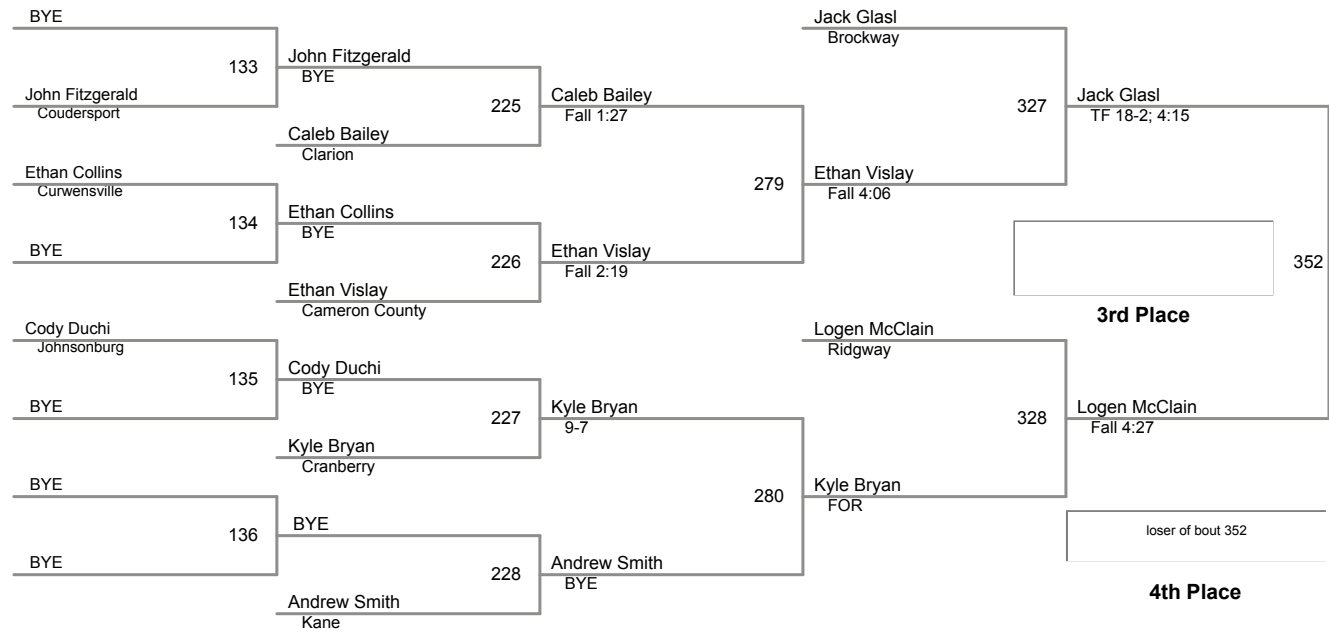 BYE
133
John Fitzgerald
Coudersport
John Fitzgerald
BYE
225
Caleb Bailey
Clarion
Caleb Bailey
Fall 1:27
Ethan Collins
Curwensville
134
BYE
Ethan Collins
BYE
226
Ethan Vislay
Cameron County
Ethan Vislay
Fall 2:19
279
Jack Glasl
Brockway
Ethan Vislay
Fall 4:06
327
Jack Glasl
TF 18-2; 4:15
Cody Duchi
Johnsonburg
135
BYE
Cody Duchi
BYE
227
Kyle Bryan
Cranberry
Kyle Bryan
9-7
BYE
136
BYE
BYE
228
Andrew Smith
Kane
Andrew Smith
BYE
280
Logen McClain
Ridgway
Kyle Bryan
FOR
328
Logen McClain
Fall 4:27
352
3rd Place
loser of bout 352
4th Place